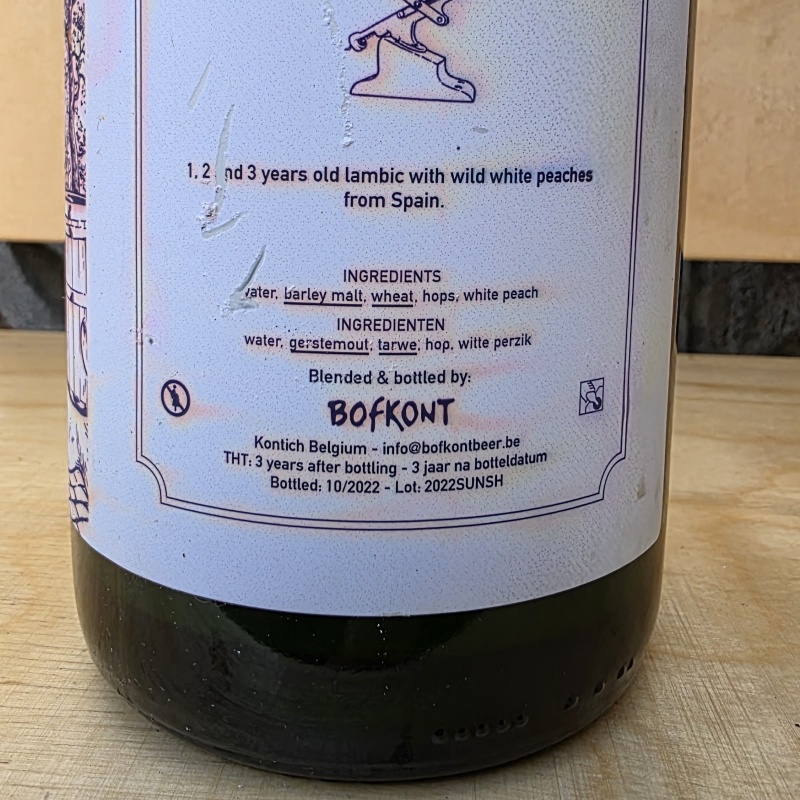 1, 2 and 3 years old lambic with wild white peaches
from Spain.
INGREDIENTS
water, barley malt, wheat, hops, white peach
INGREDIENTEN
water, gerstemout, tarwe, hop, witte perzik
Blended & bottled by:
BOFKONT
Kontich Belgium - info@bofkontbeer.be
THT: 3 years after bottling - 3 jaar na botteldatum
Bottled: 10/2022 - Lot: 2022SUNSH